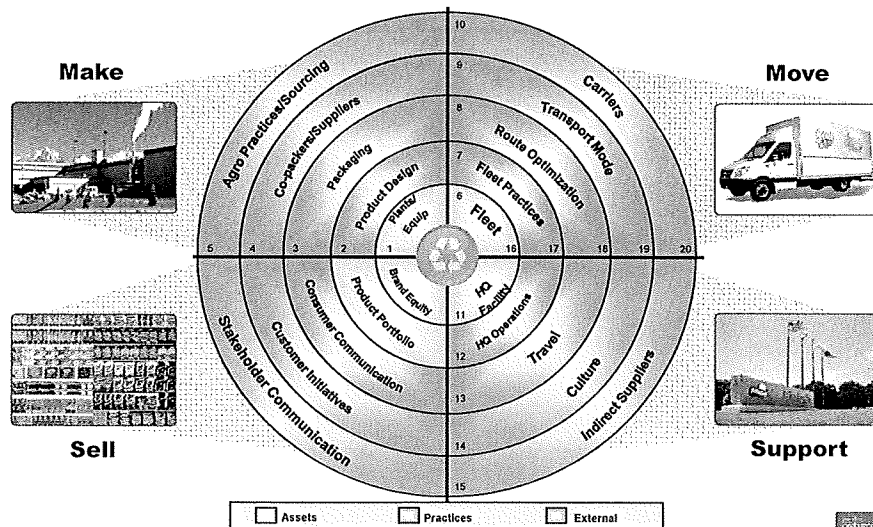 Make
Move
Sell
Support
10
9
8
7
6
Agro Practices/Sourcing
Co-packers/Suppliers
Packaging
Product Design
Plants/
Equip
Carriers
Transport Mode
Route Optimization
Fleet Practices
Fleet
5
4
3
2
1
16
17
18
19
20
Brand Equity
Product Portfolio
Consumer Communication
Customer Initiatives
Stakeholder Communication
HQ
Facility
HQ Operations
Travel
Culture
Indirect Suppliers
11
12
13
14
15
Assets
Practices
External